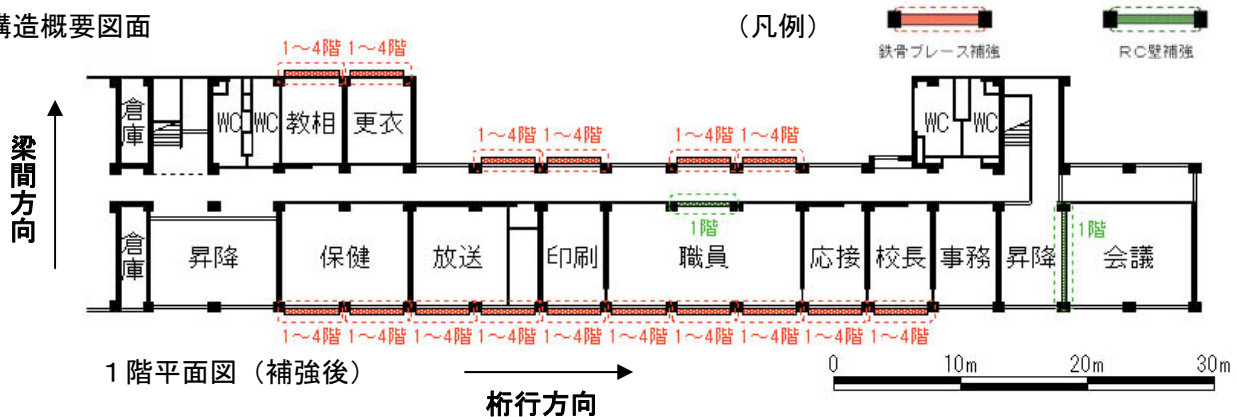 構造概要図面
(凡例)
鉄骨ブレース補強
RC壁補強
1~4階 1~4階
倉庫
WC WC 教相 更衣
1~4階 1~4階 1~4階 1~4階
WC WC
梁間方向
1階
1階
倉庫 昇降 保健 放送 印刷 職員 応接 校長 事務 昇降 会議
1~4階 1~4階 1~4階 1~4階 1~4階 1~4階 1~4階 1~4階 1~4階 1~4階
1階平面図(補強後)
桁行方向
0 10m 20m 30m